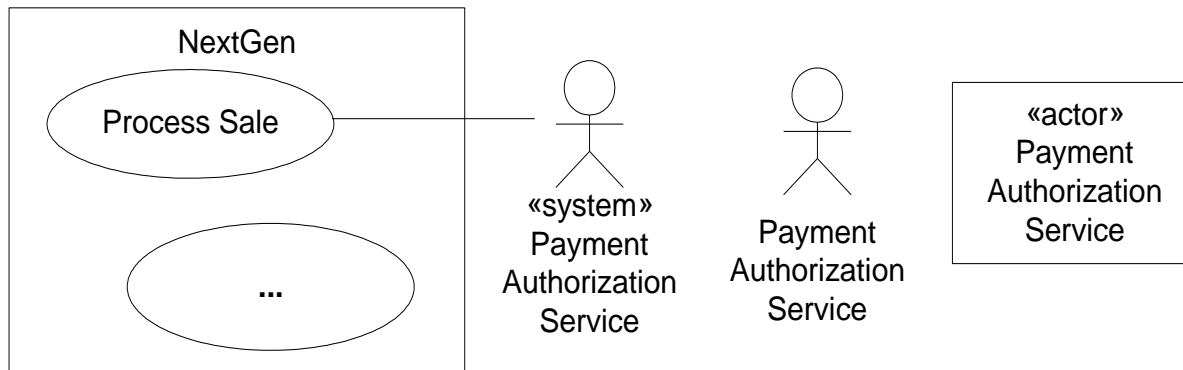 NextGen
Process Sale
...
«system»
Payment
Authorization
Service
Payment
Authorization
Service
«actor»
Payment
Authorization
Service